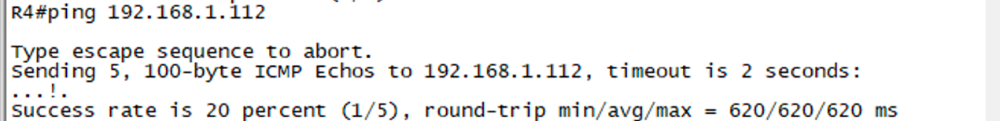 R4#ping 192.168.1.112
Type escape sequence to abort.
Sending 5, 100-byte ICMP Echos to 192.168.1.112, timeout is 2 seconds:
...!.
Success rate is 20 percent (1/5), round-trip min/avg/max = 620/620/620 ms